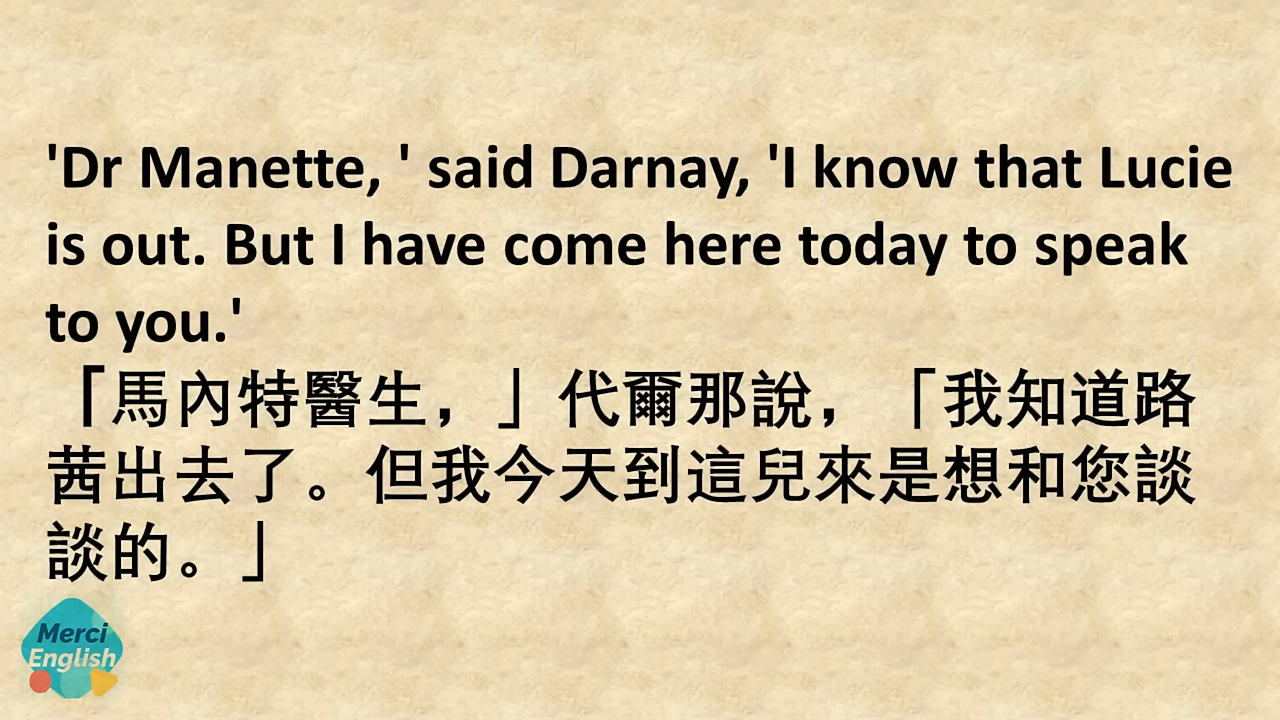 'Dr Manette, ' said Darnay, 'I know that Lucie
is out. But I have come here today to speak
to you.'
「馬內特醫生，」代爾那說，「我知道路
茜出去了。但我今天到這兒來是想和您談
談的。」
Merci
English